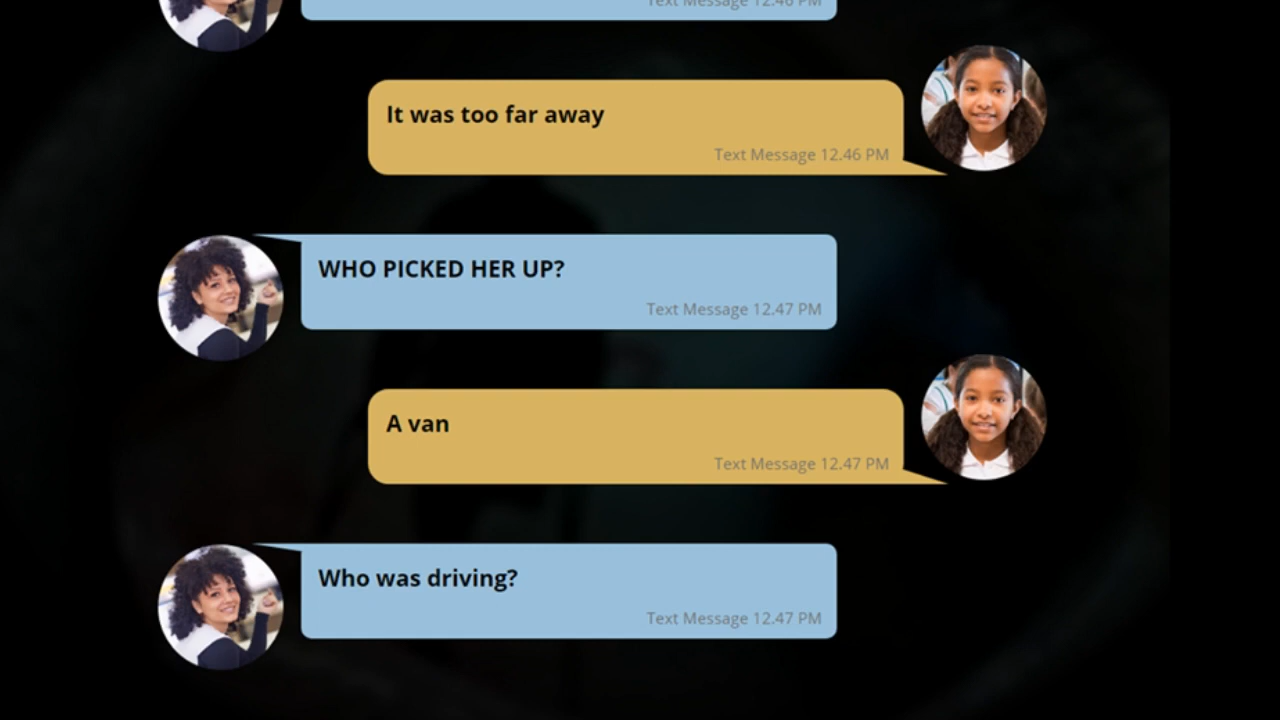 Text Message 12.46 PM
It was too far away
Text Message 12.46 PM
WHO PICKED HER UP?
Text Message 12.47 PM
A van
Text Message 12.47 PM
Who was driving?
Text Message 12.47 PM